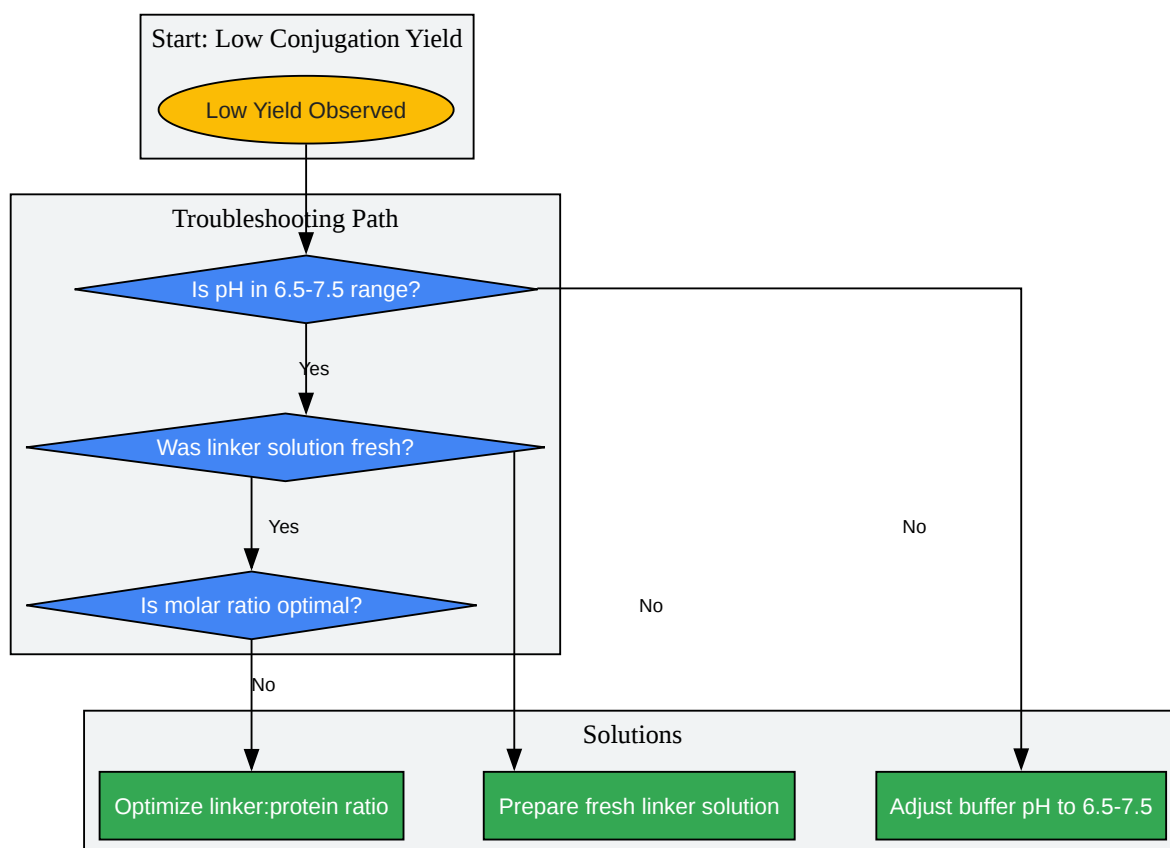 Start: Low Conjugation Yield
Low Yield Observed
Troubleshooting Path
Is pH in 6.5-7.5 range?
Yes
Was linker solution fresh?
Yes
No
Is molar ratio optimal?
No
No
Solutions
Optimize linker:protein ratio
Prepare fresh linker solution
Adjust buffer pH to 6.5-7.5